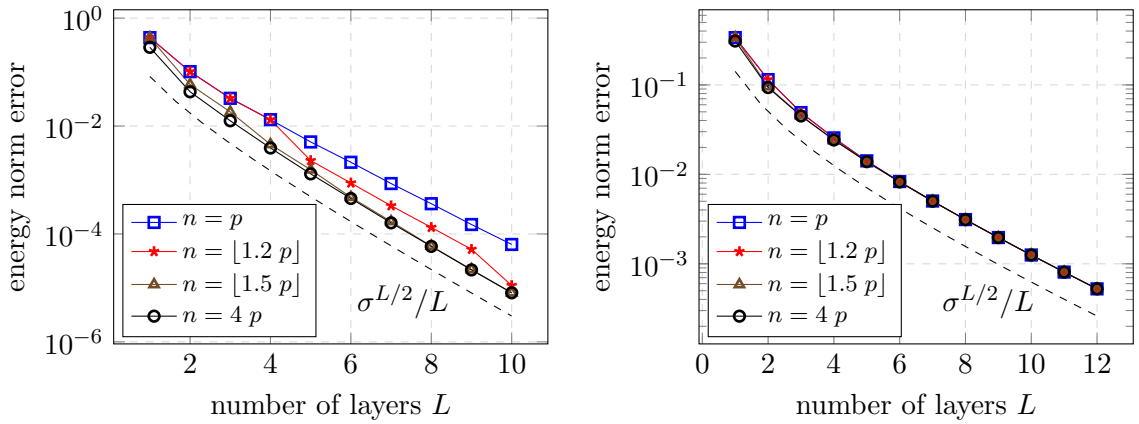 energy norm error
10^0
10^{-2}
10^{-4}
10^{-6}
n = p
n = ⌊1.2 p⌋
n = ⌊1.5 p⌋
n = 4 p
σ^{L/2}/L
2 4 6 8 10
number of layers L
energy norm error
10^{-1}
10^{-2}
10^{-3}
n = p
n = ⌊1.2 p⌋
n = ⌊1.5 p⌋
n = 4 p
σ^{L/2}/L
0 2 4 6 8 10 12
number of layers L